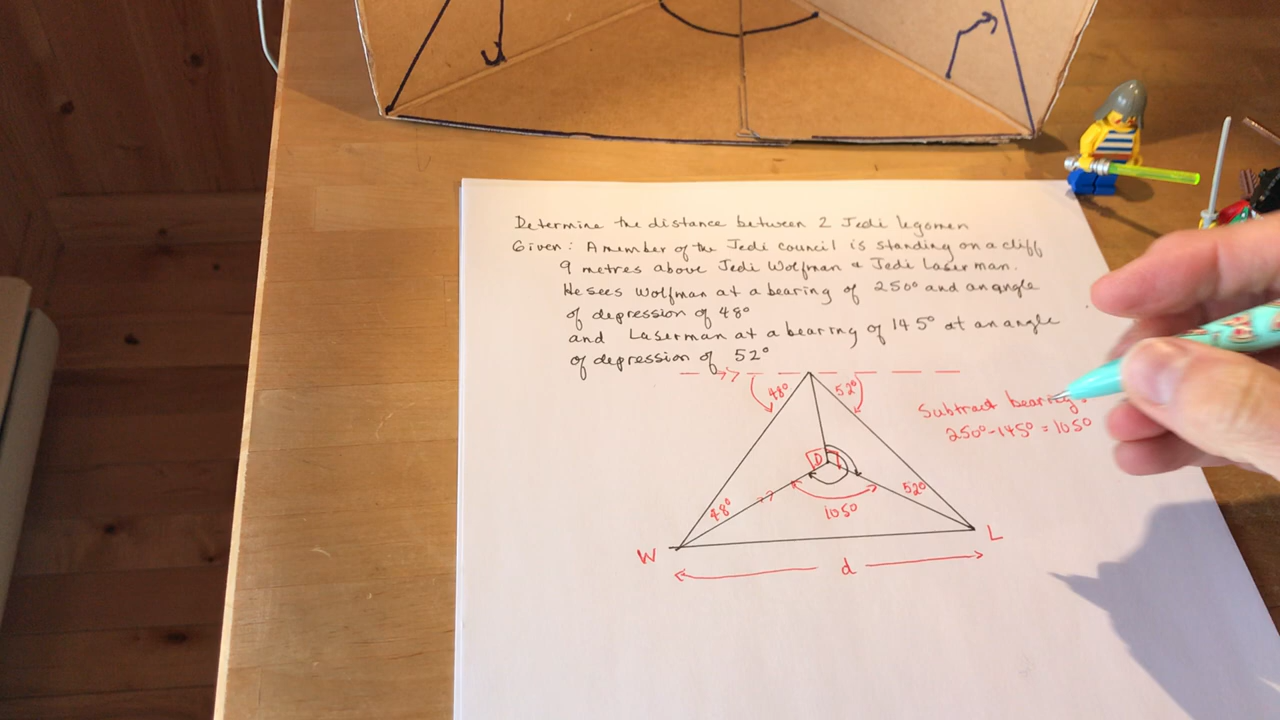 Determine the distance between 2 Jedi legomen
Given: A member of the Jedi council is standing on a cliff
9 metres above Jedi Wolfman & Jedi Laserman.
He sees Wolfman at a bearing of 250° and an angle
of depression of 48°
and Laserman at a bearing of 145° at an angle
of depression of 52°
48° 52°
Subtract bearings
250°-145° = 105°
D
48° 105° 52°
W L
d